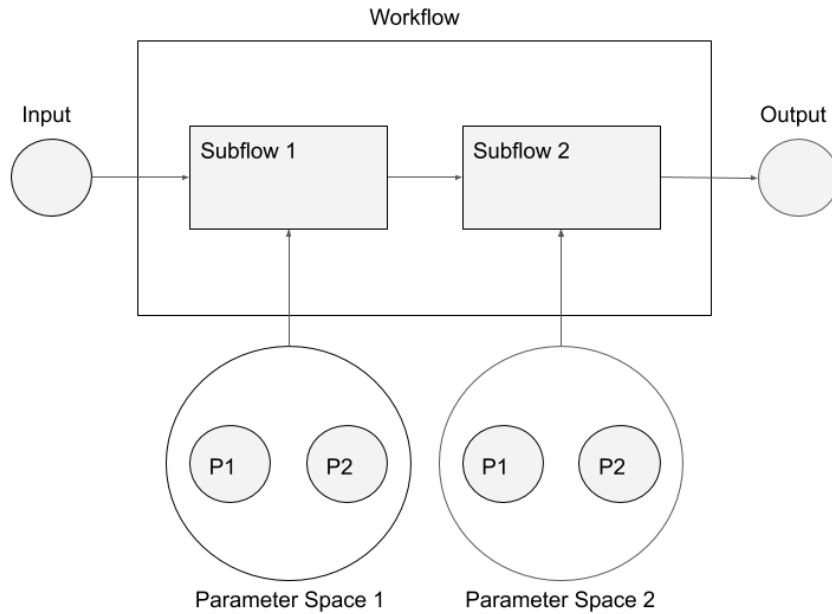 Workflow
Input
Output
Subflow 1
Subflow 2
P1
P2
P1
P2
Parameter Space 1
Parameter Space 2